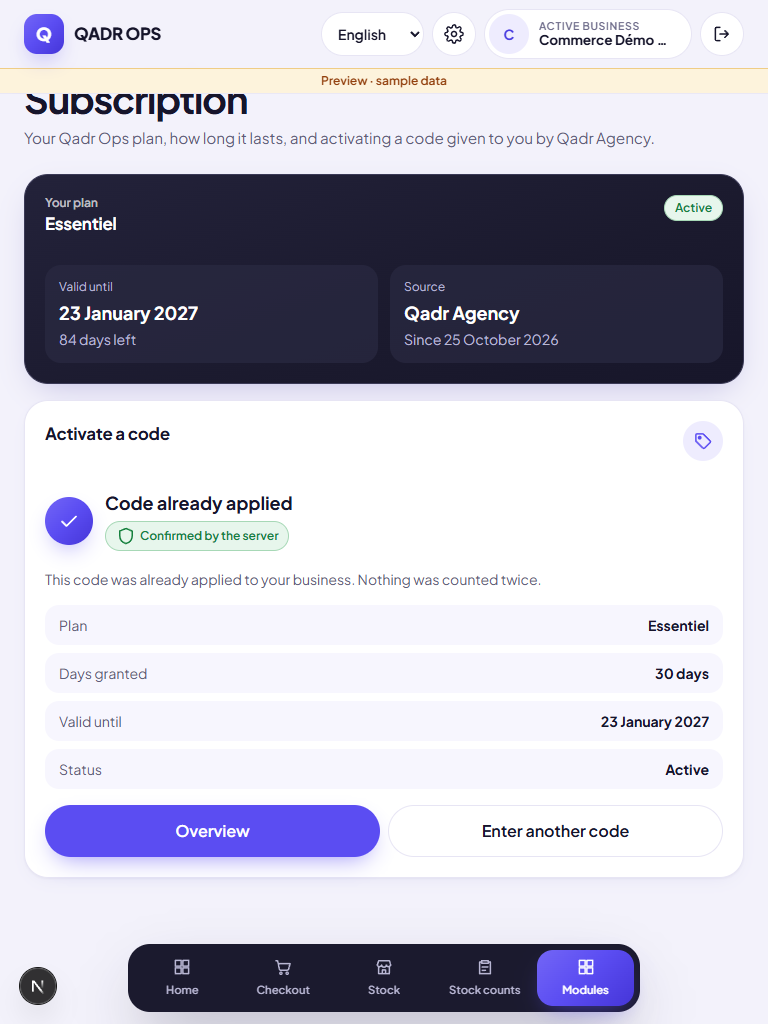 Q QADR OPS
English
C
ACTIVE BUSINESS
Commerce Démo ...
Preview · sample data
Subscription
Your Qadr Ops plan, how long it lasts, and activating a code given to you by Qadr Agency.
Your plan
Essentiel
Active
Valid until
23 January 2027
84 days left
Source
Qadr Agency
Since 25 October 2026
Activate a code
Code already applied
Confirmed by the server
This code was already applied to your business. Nothing was counted twice.
Plan Essentiel
Days granted 30 days
Valid until 23 January 2027
Status Active
Overview
Enter another code
N
Home
Checkout
Stock
Stock counts
Modules